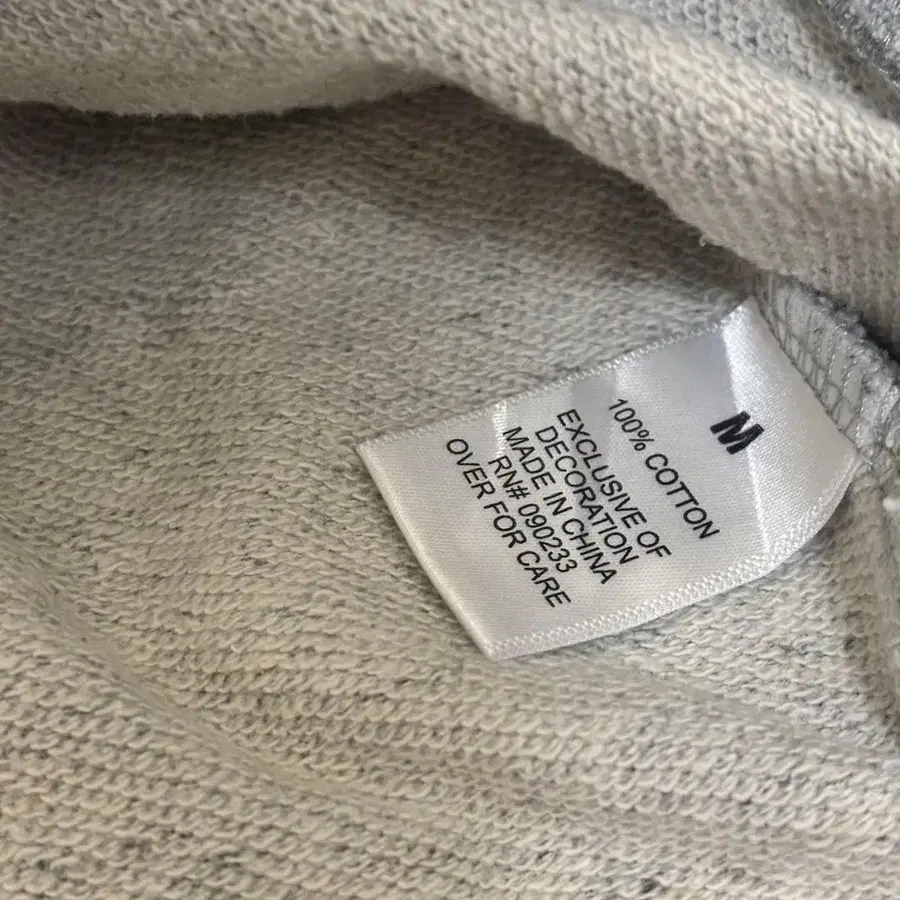 M
100% COTTON
EXCLUSIVE OF
DECORATION
MADE IN CHINA
RN# 090233
OVER FOR CARE